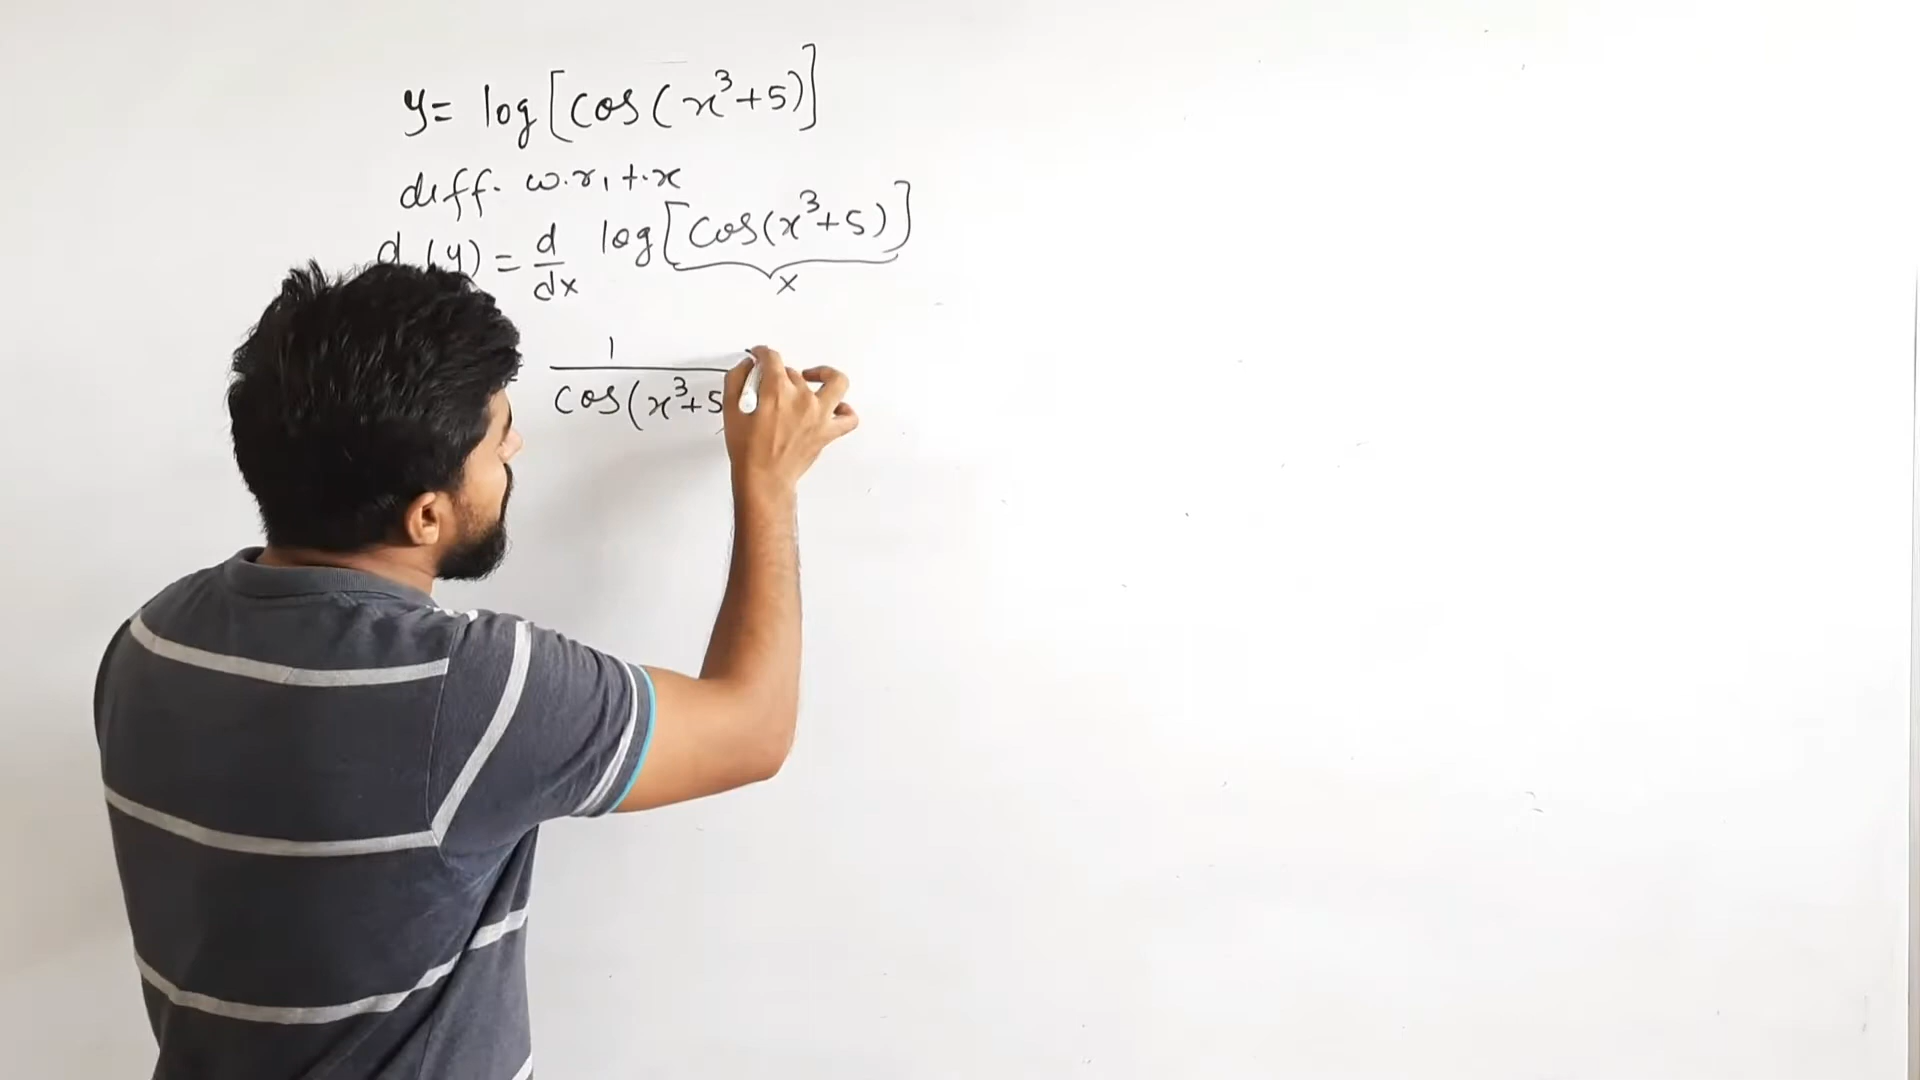 y= log[cos(x³+5)]
diff. w.r.t.x
d (y) = d/dx log[cos(x³+5)]
x
1/cos(x³+5